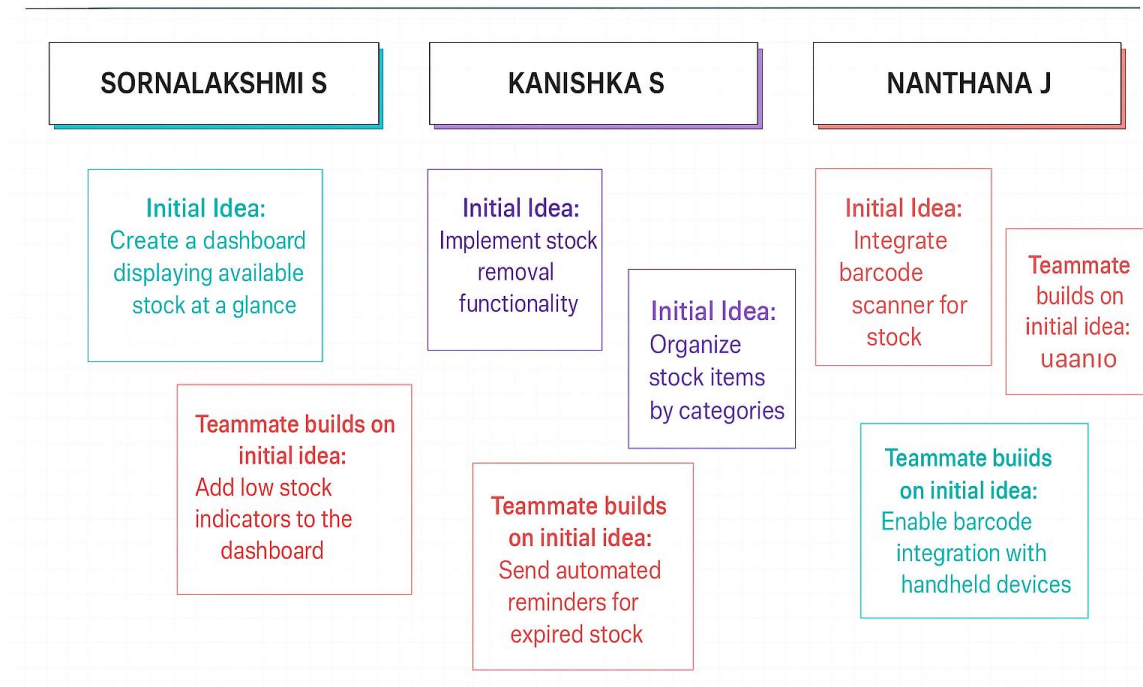 SORNALAKSHMI S
KANISHKA S
NANTHANA J
Initial Idea:
Create a dashboard
displaying available
stock at a glance
Teammate builds on
initial idea:
Add low stock
indicators to the
dashboard
Initial Idea:
Implement stock
removal
functionality
Initial Idea:
Organize
stock items
by categories
Teammate builds
on initial idea:
Send automated
reminders for
expired stock
Initial Idea:
Integrate
barcode
scanner for
stock
Teammate
builds on
initial idea:
uaanıo
Teammate buiids
on initial idea:
Enable barcode
integration with
handheld devices